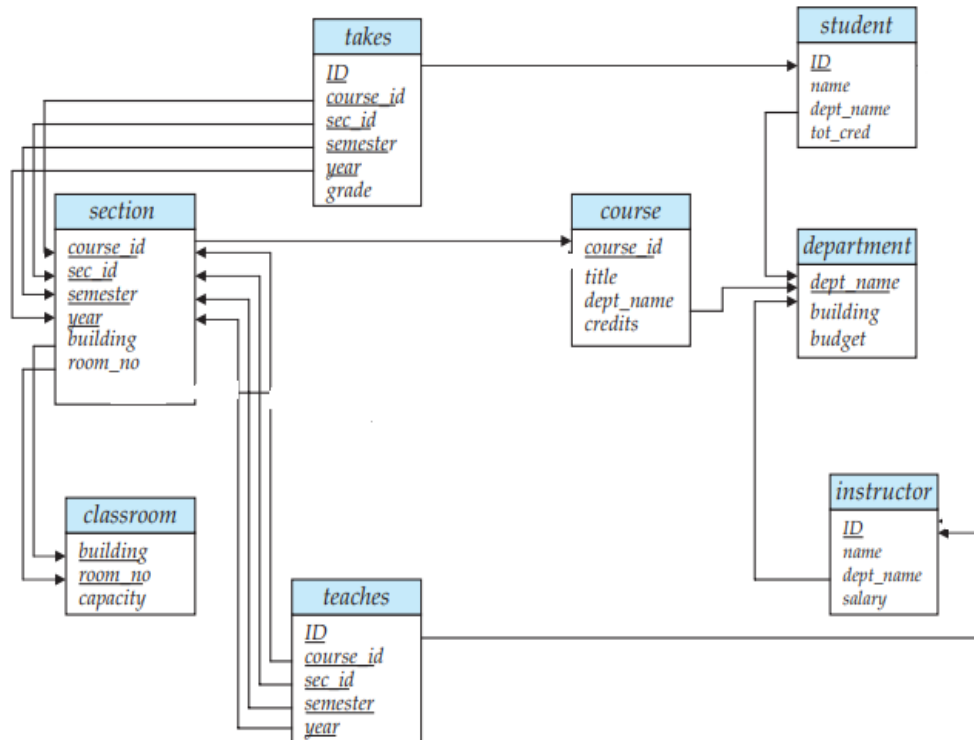 takes
ID
course_id
sec_id
semester
year
grade
student
ID
name
dept_name
tot_cred
section
course_id
sec_id
semester
year
building
room_no
course
course_id
title
dept_name
credits
department
dept_name
building
budget
classroom
building
room_no
capacity
instructor
ID
name
dept_name
salary
teaches
ID
course_id
sec_id
semester
year